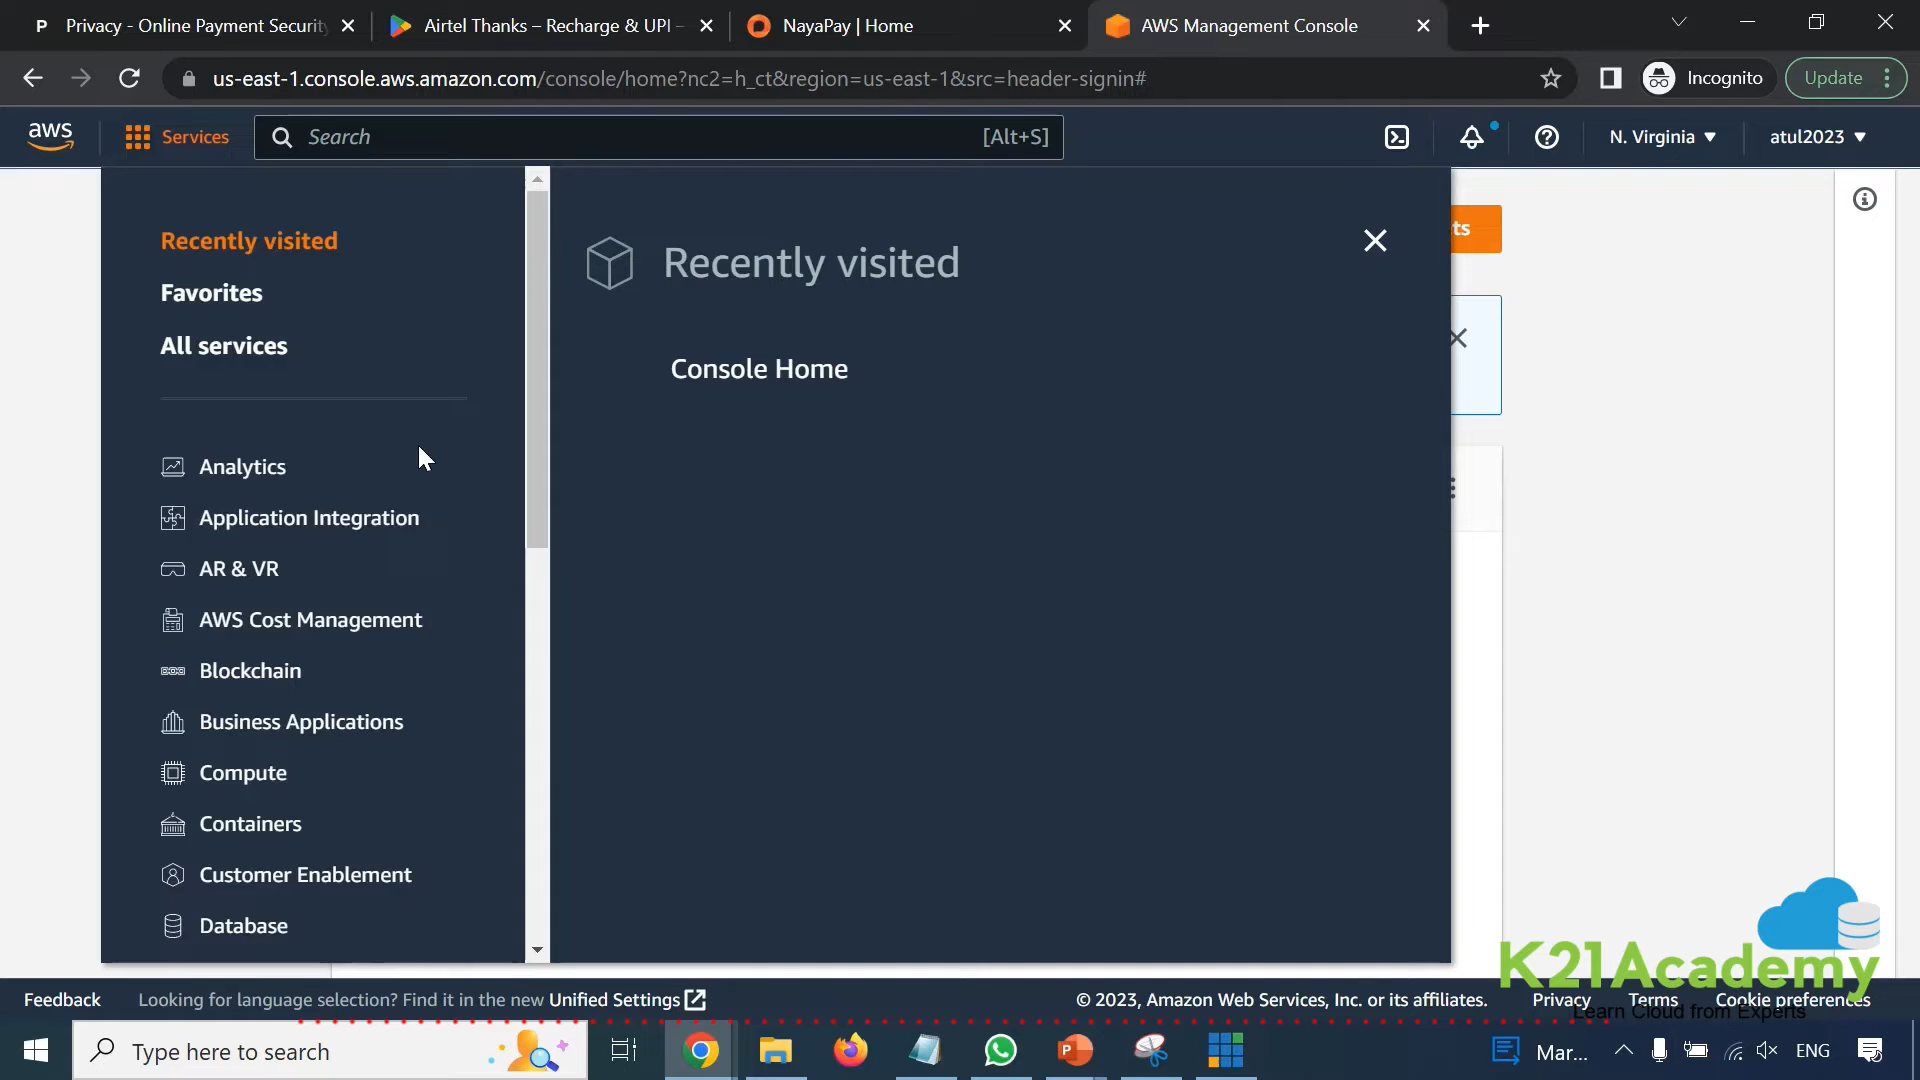 P Privacy - Online Payment Securit
Airtel Thanks – Recharge & UPI –
NayaPay | Home
AWS Management Console
us-east-1.console.aws.amazon.com/console/home?nc2=h_ct&region=us-east-1&src=header-signin#
Incognito
Update
aws
Services
Search
[Alt+S]
N. Virginia
atul2023
Recently visited
Favorites
All services
Analytics
Application Integration
AR & VR
AWS Cost Management
Blockchain
Business Applications
Compute
Containers
Customer Enablement
Database
Recently visited
Console Home
ts
K21Academy
Learn Cloud from Experts
Feedback
Looking for language selection? Find it in the new Unified Settings
© 2023, Amazon Web Services, Inc. or its affiliates.
Privacy
Terms
Cookie preferences
Type here to search
Mar...
ENG